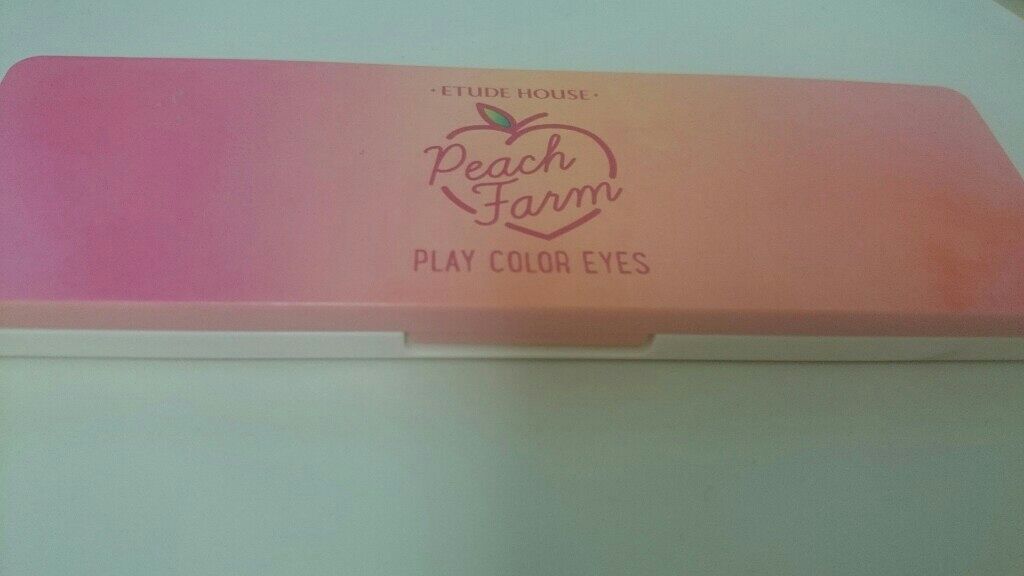 · ETUDE HOUSE ·
Peach
Farm
PLAY COLOR EYES